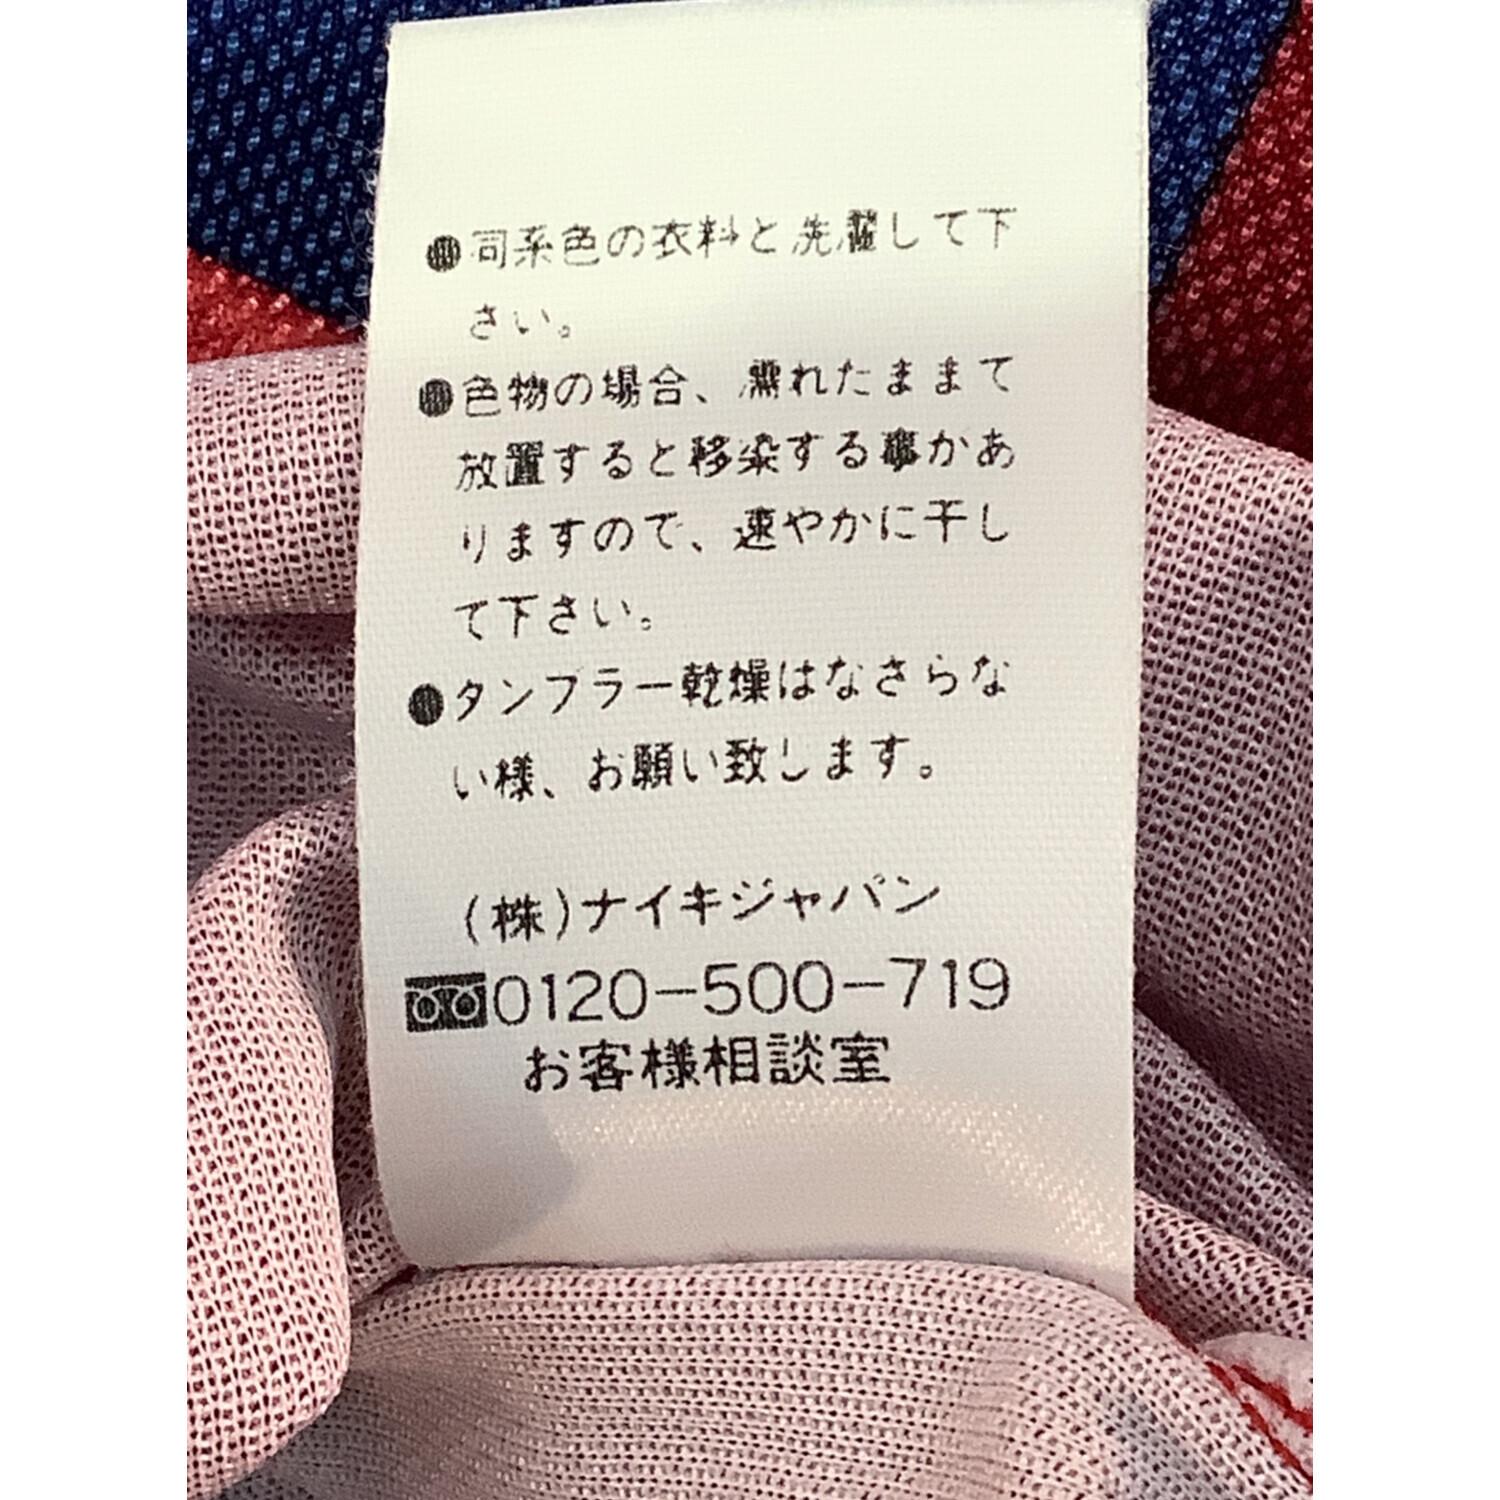 ●同系色の衣料と洗濯して下
さい。
●色物の場合、濡れたままで
放置すると移染する事があ
りますので、速やかに干し
て下さい。
●タンブラー乾燥はなさらな
い様、お願い致します。
(株)ナイキジャパン
0120-500-719
お客様相談室